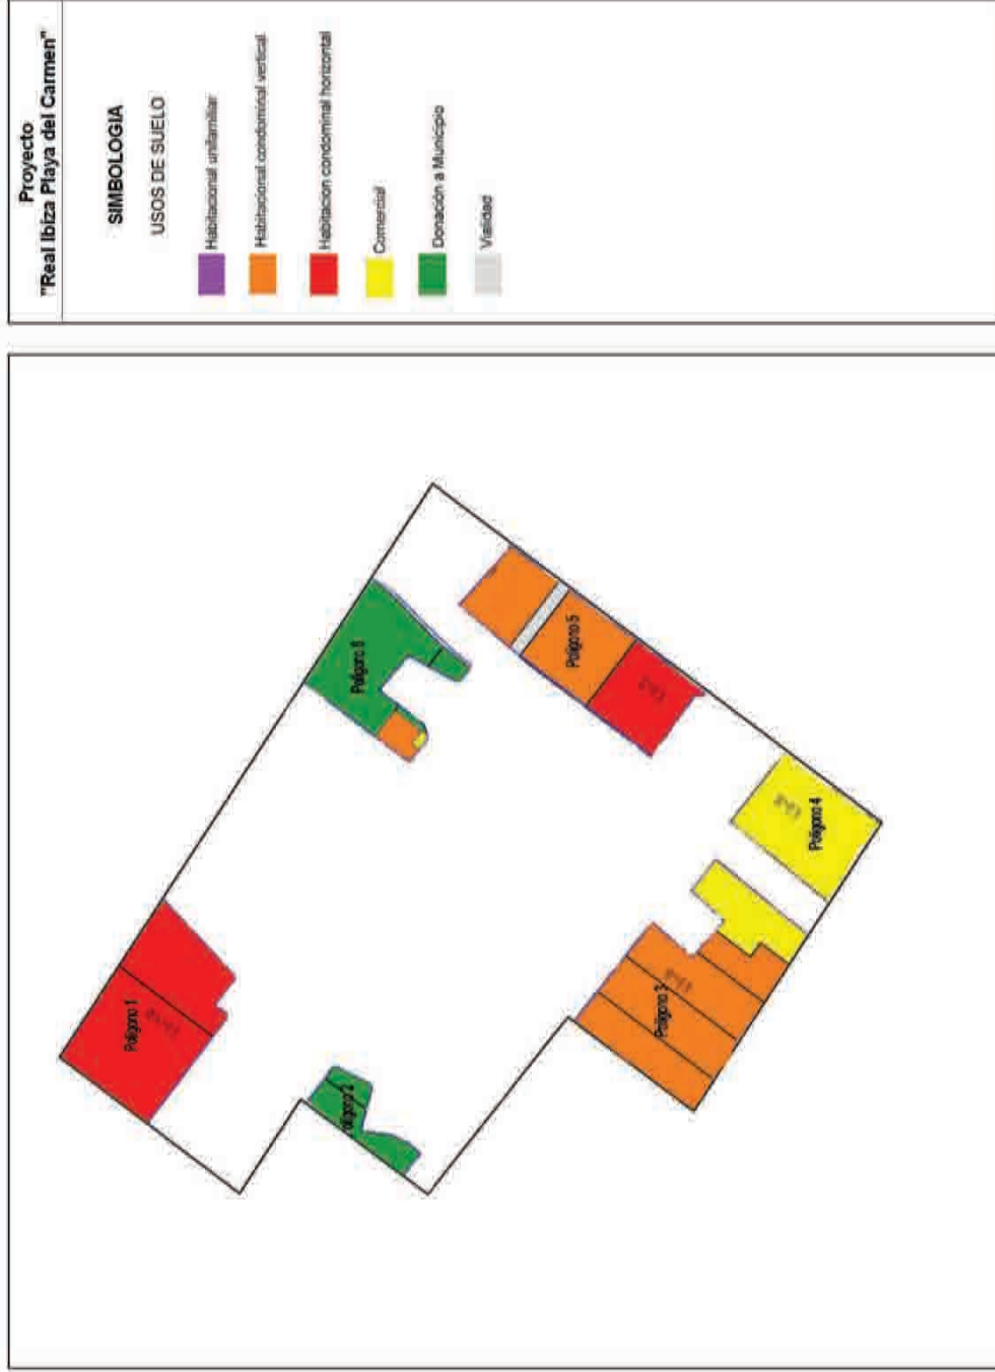 Proyecto
"Real Ibiza Playa del Carmen"
SIMBOLOGIA
USOS DE SUELO
Habitacional unifamiliar
Habitacional condominal vertical
Habitacion condominal horizontal
Comercial
Donación a Municipio
Vialidad
Polígono 1
Polígono 2
Polígono 3
Polígono 4
Polígono 5
Polígono